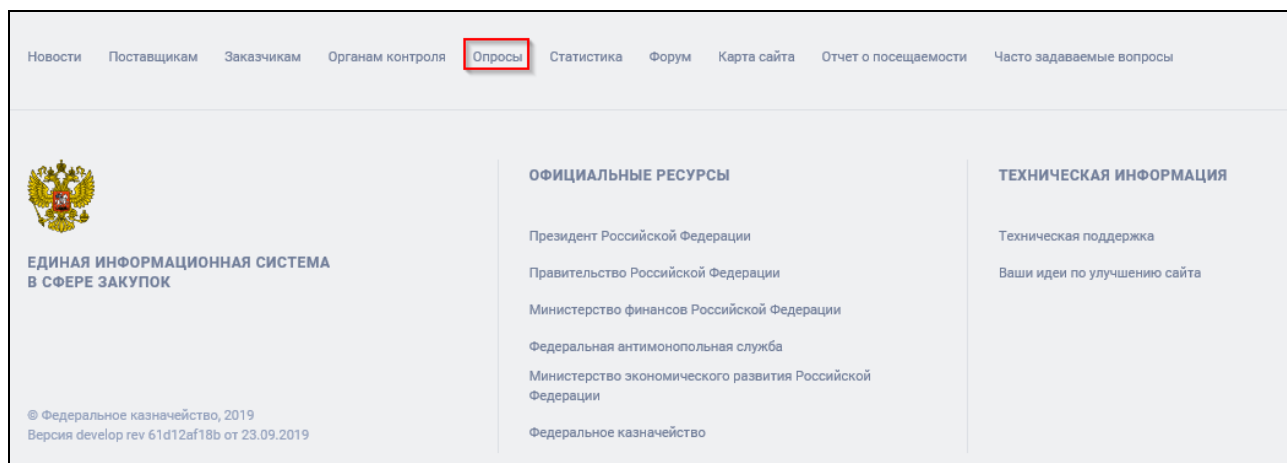 Новости Поставщикам Заказчикам Органам контроля Опросы Статистика Форум Карта сайта Отчет о посещаемости Часто задаваемые вопросы
ЕДИНАЯ ИНФОРМАЦИОННАЯ СИСТЕМА
В СФЕРЕ ЗАКУПОК
© Федеральное казначейство, 2019
Версия develop rev 61d12af18b от 23.09.2019
ОФИЦИАЛЬНЫЕ РЕСУРСЫ
Президент Российской Федерации
Правительство Российской Федерации
Министерство финансов Российской Федерации
Федеральная антимонопольная служба
Министерство экономического развития Российской
Федерации
Федеральное казначейство
ТЕХНИЧЕСКАЯ ИНФОРМАЦИЯ
Техническая поддержка
Ваши идеи по улучшению сайта